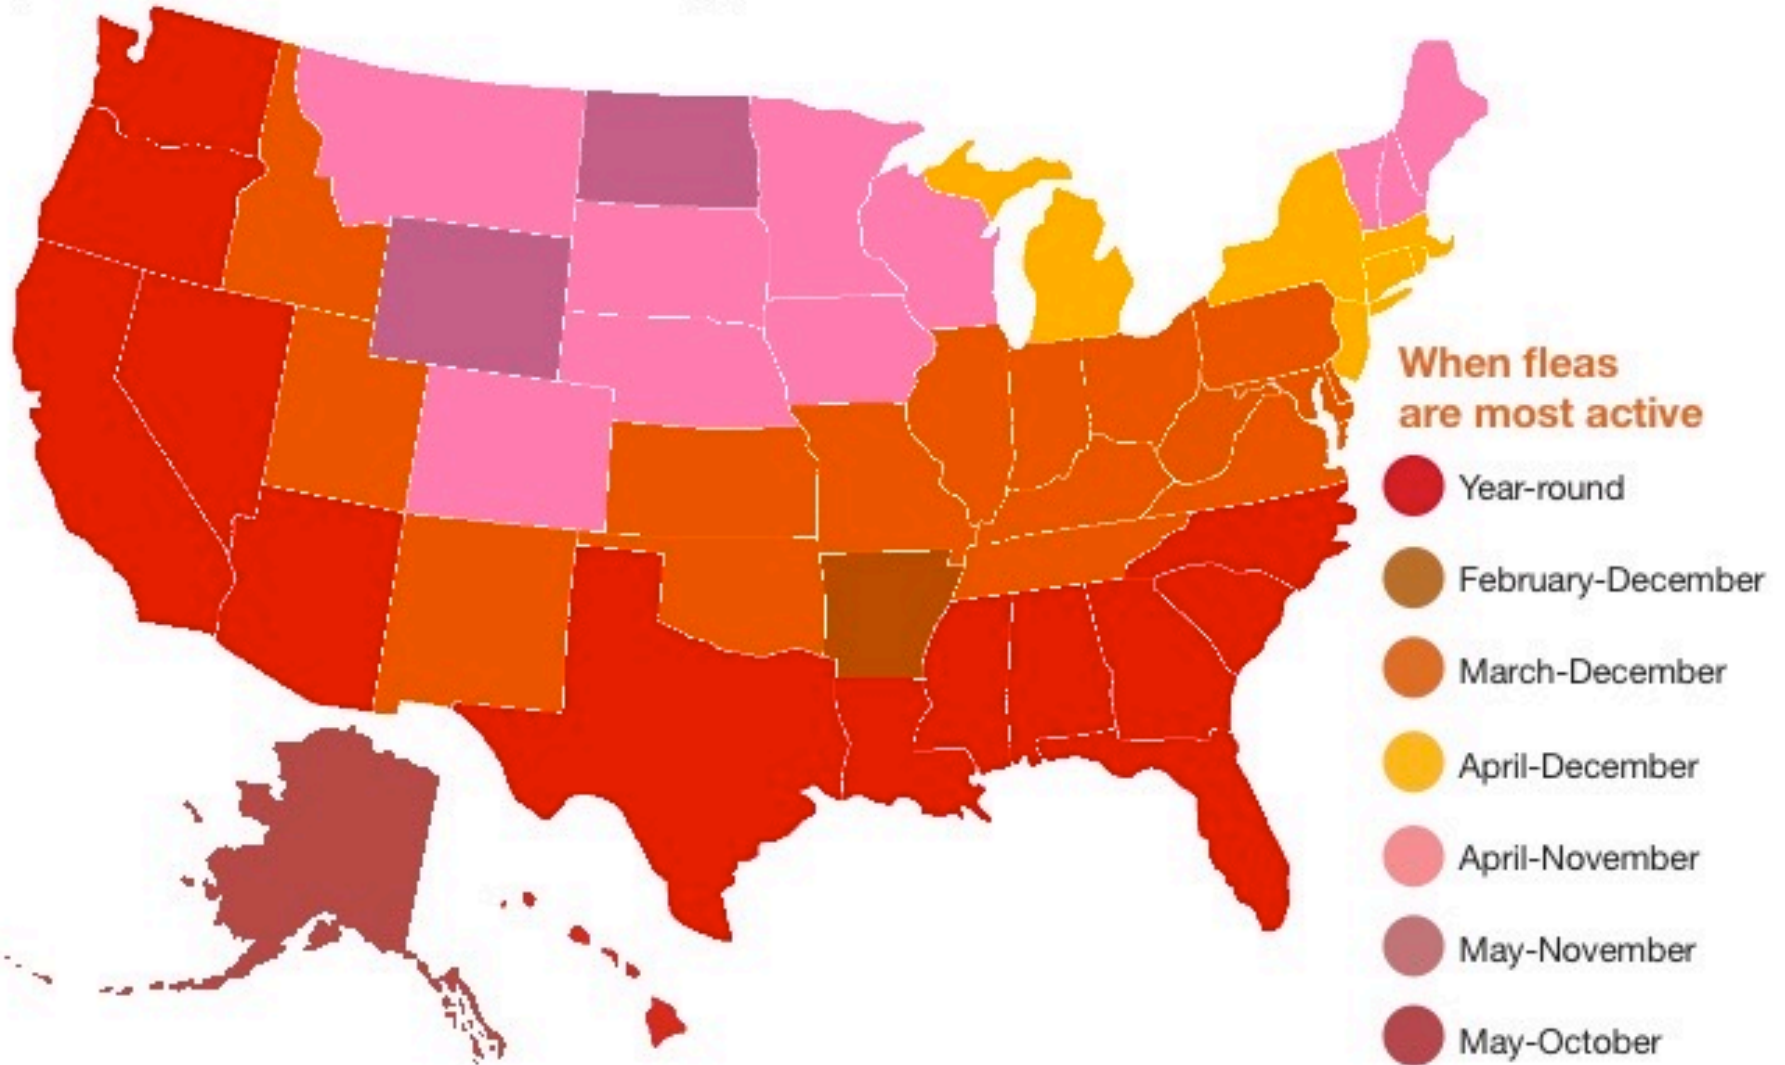 When fleas
are most active
Year-round
February-December
March-December
April-December
April-November
May-November
May-October